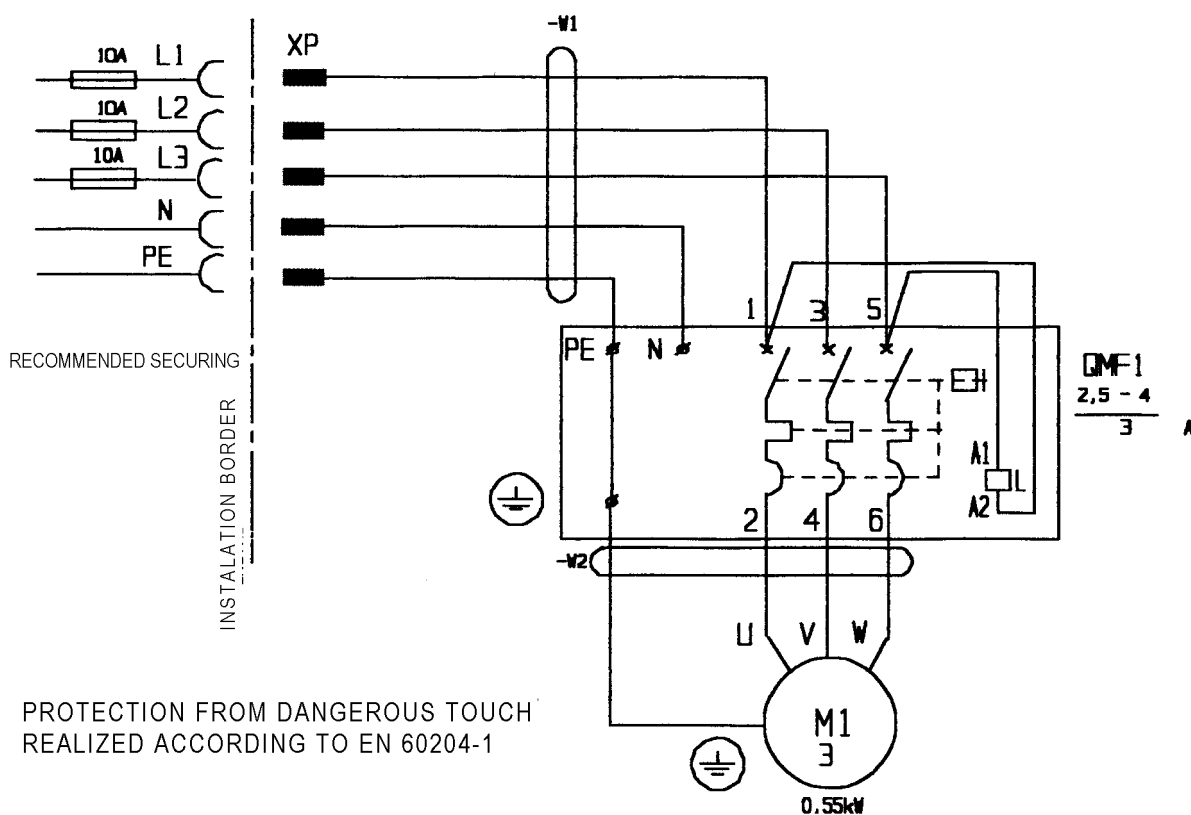 -W1
10A L1 XP
10A L2
10A L3
N
PE
1 3 5
PE N
RECOMMENDED SECURING
QMF1
2,5 - 4
3 A
INSTALATION BORDER
A1
A2
2 4 6
-W2
U V W
PROTECTION FROM DANGEROUS TOUCH
REALIZED ACCORDING TO EN 60204-1
M1
3
0.55kW